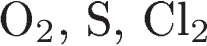 O₂, S, Cl₂